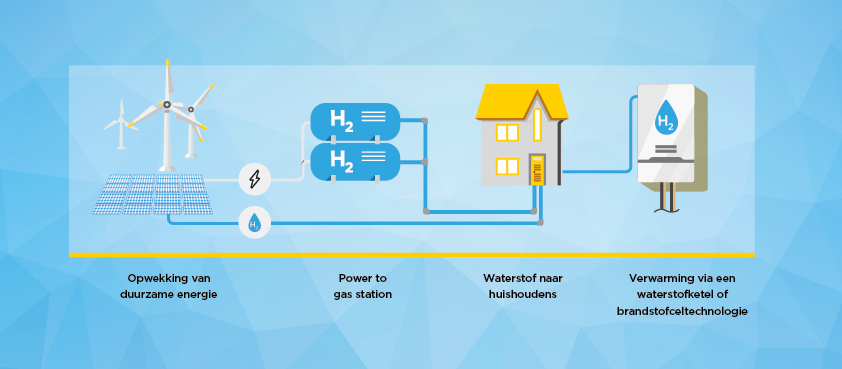 H2
H2
H2
H2
Opwekking van
duurzame energie
Power to
gas station
Waterstof naar
huishoudens
Verwarming via een
waterstofketel of
brandstofceltechnologie